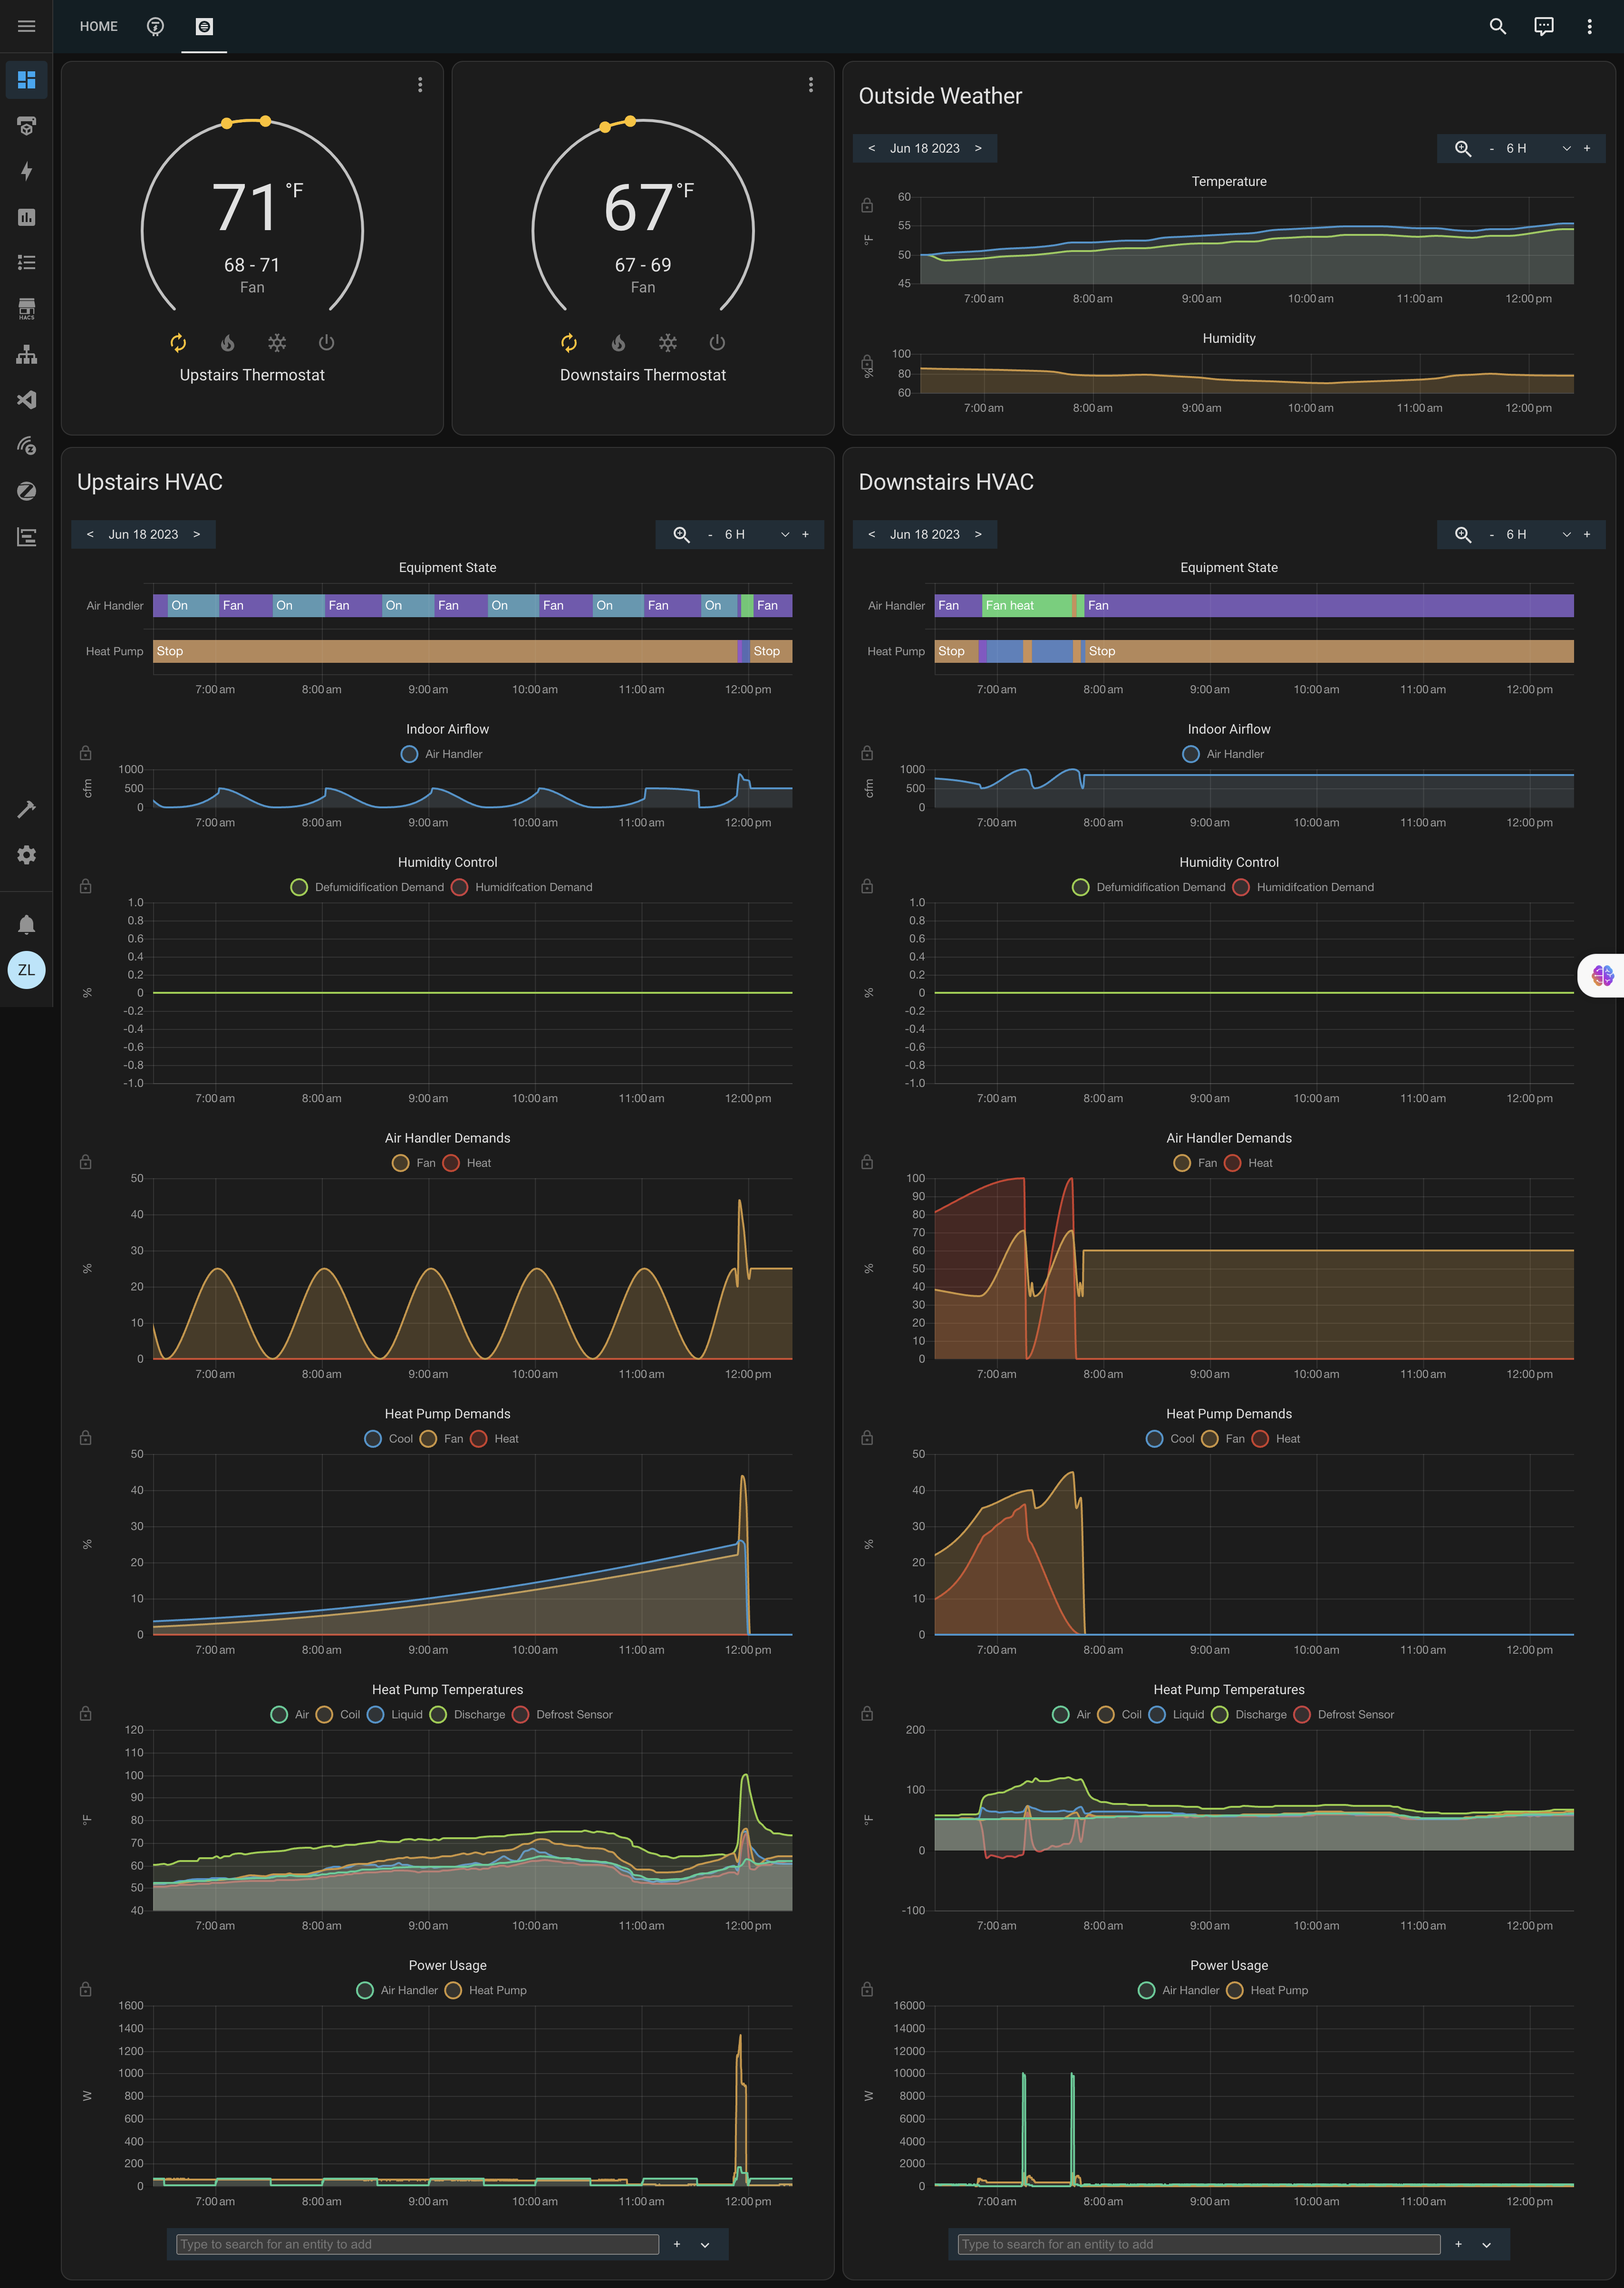 HOME
HACS
ZL
71 °F
68 - 71
Fan
Upstairs Thermostat
67 °F
67 - 69
Fan
Downstairs Thermostat
Outside Weather
< Jun 18 2023 >
- 6 H +
Temperature
°F
60
55
50
45
7:00 am 8:00 am 9:00 am 10:00 am 11:00 am 12:00 pm
Humidity
%
100
80
60
7:00 am 8:00 am 9:00 am 10:00 am 11:00 am 12:00 pm
Upstairs HVAC
< Jun 18 2023 >
- 6 H +
Equipment State
Air Handler On Fan On Fan On Fan On Fan On Fan On Fan
Heat Pump Stop Stop
7:00 am 8:00 am 9:00 am 10:00 am 11:00 am 12:00 pm
Indoor Airflow
Air Handler
cfm
1000
500
0
7:00 am 8:00 am 9:00 am 10:00 am 11:00 am 12:00 pm
Humidity Control
Defumidification Demand Humidifcation Demand
%
1.0
0.8
0.6
0.4
0.2
0
-0.2
-0.4
-0.6
-0.8
-1.0
7:00 am 8:00 am 9:00 am 10:00 am 11:00 am 12:00 pm
Air Handler Demands
Fan Heat
%
50
40
30
20
10
0
7:00 am 8:00 am 9:00 am 10:00 am 11:00 am 12:00 pm
Heat Pump Demands
Cool Fan Heat
%
50
40
30
20
10
0
7:00 am 8:00 am 9:00 am 10:00 am 11:00 am 12:00 pm
Heat Pump Temperatures
Air Coil Liquid Discharge Defrost Sensor
°F
120
110
100
90
80
70
60
50
40
7:00 am 8:00 am 9:00 am 10:00 am 11:00 am 12:00 pm
Power Usage
Air Handler Heat Pump
W
1600
1400
1200
1000
800
600
400
200
0
7:00 am 8:00 am 9:00 am 10:00 am 11:00 am 12:00 pm
Type to search for an entity to add +
Downstairs HVAC
< Jun 18 2023 >
- 6 H +
Equipment State
Air Handler Fan Fan heat Fan
Heat Pump Stop Stop
7:00 am 8:00 am 9:00 am 10:00 am 11:00 am 12:00 pm
Indoor Airflow
Air Handler
cfm
1000
500
0
7:00 am 8:00 am 9:00 am 10:00 am 11:00 am 12:00 pm
Humidity Control
Defumidification Demand Humidifcation Demand
%
1.0
0.8
0.6
0.4
0.2
0
-0.2
-0.4
-0.6
-0.8
-1.0
7:00 am 8:00 am 9:00 am 10:00 am 11:00 am 12:00 pm
Air Handler Demands
Fan Heat
%
100
90
80
70
60
50
40
30
20
10
0
7:00 am 8:00 am 9:00 am 10:00 am 11:00 am 12:00 pm
Heat Pump Demands
Cool Fan Heat
%
50
40
30
20
10
0
7:00 am 8:00 am 9:00 am 10:00 am 11:00 am 12:00 pm
Heat Pump Temperatures
Air Coil Liquid Discharge Defrost Sensor
°F
200
100
0
-100
7:00 am 8:00 am 9:00 am 10:00 am 11:00 am 12:00 pm
Power Usage
Air Handler Heat Pump
W
16000
14000
12000
10000
8000
6000
4000
2000
0
7:00 am 8:00 am 9:00 am 10:00 am 11:00 am 12:00 pm
Type to search for an entity to add +